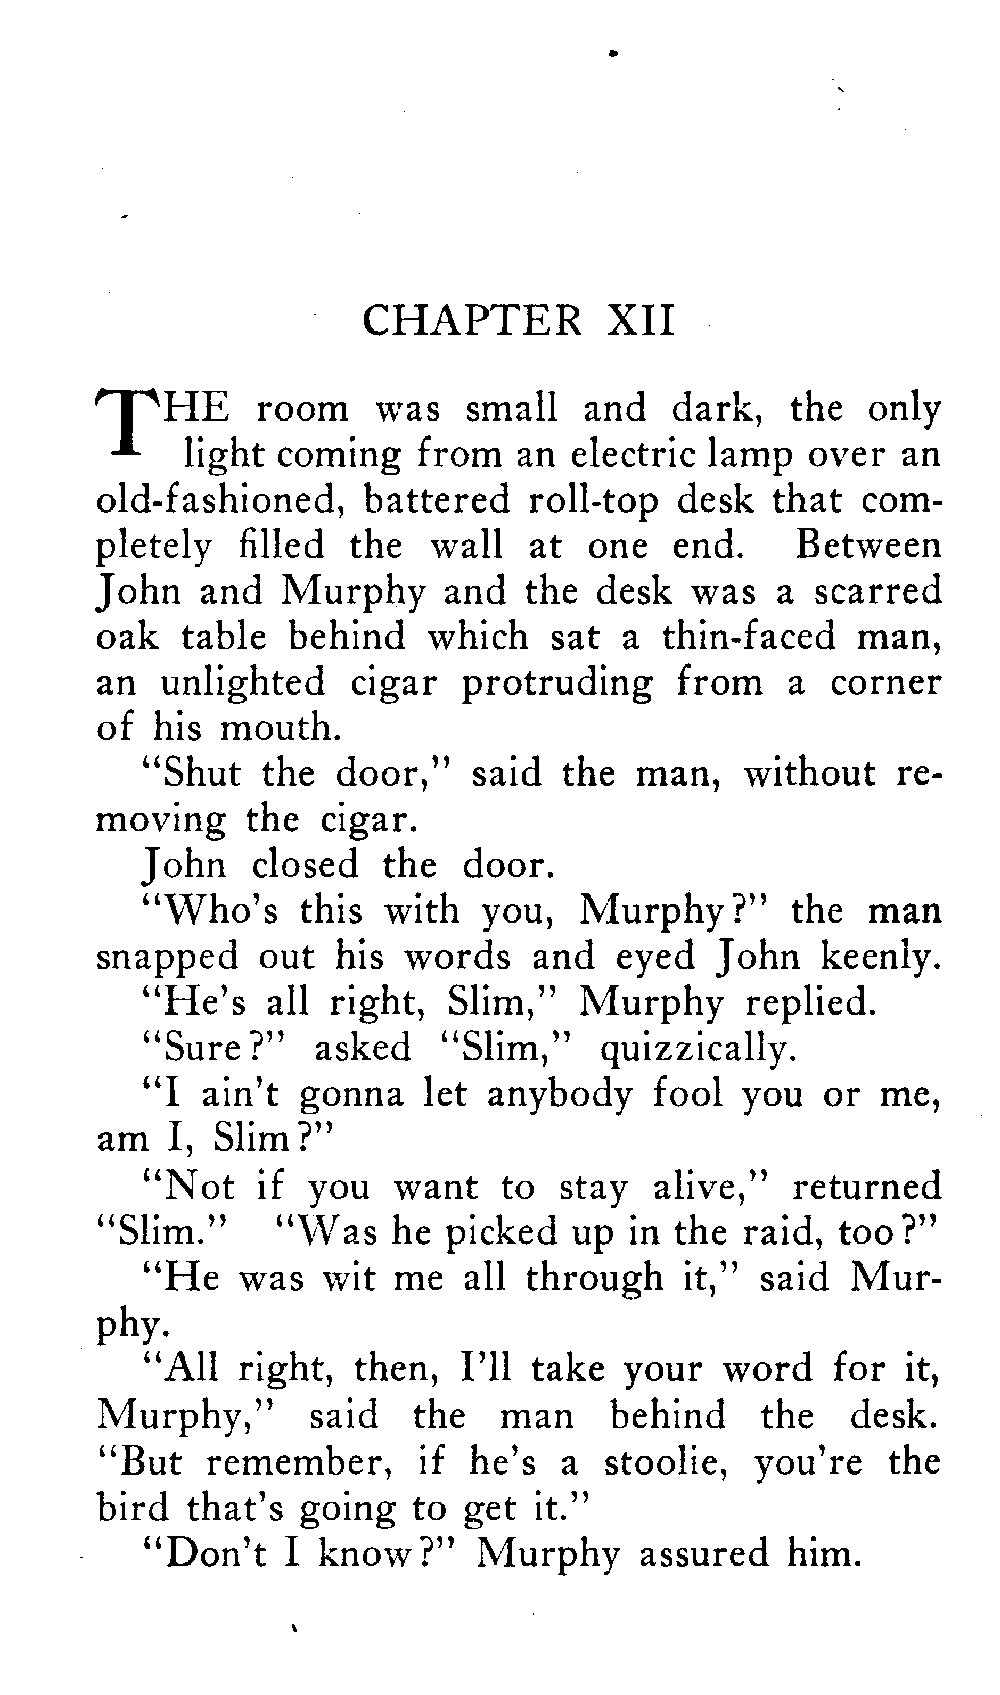 CHAPTER XII
THE room was small and dark, the only
light coming from an electric lamp over an
old-fashioned, battered roll-top desk that com-
pletely filled the wall at one end. Between
John and Murphy and the desk was a scarred
oak table behind which sat a thin-faced man,
an unlighted cigar protruding from a corner
of his mouth.
"Shut the door," said the man, without re-
moving the cigar.
John closed the door.
"Who's this with you, Murphy?" the man
snapped out his words and eyed John keenly.
"He's all right, Slim," Murphy replied.
"Sure?" asked "Slim," quizzically.
"I ain't gonna let anybody fool you or me,
am I, Slim?"
"Not if you want to stay alive," returned
"Slim." "Was he picked up in the raid, too?"
"He was wit me all through it," said Mur-
phy.
"All right, then, I'll take your word for it,
Murphy," said the man behind the desk.
"But remember, if he's a stoolie, you're the
bird that's going to get it."
"Don't I know?" Murphy assured him.